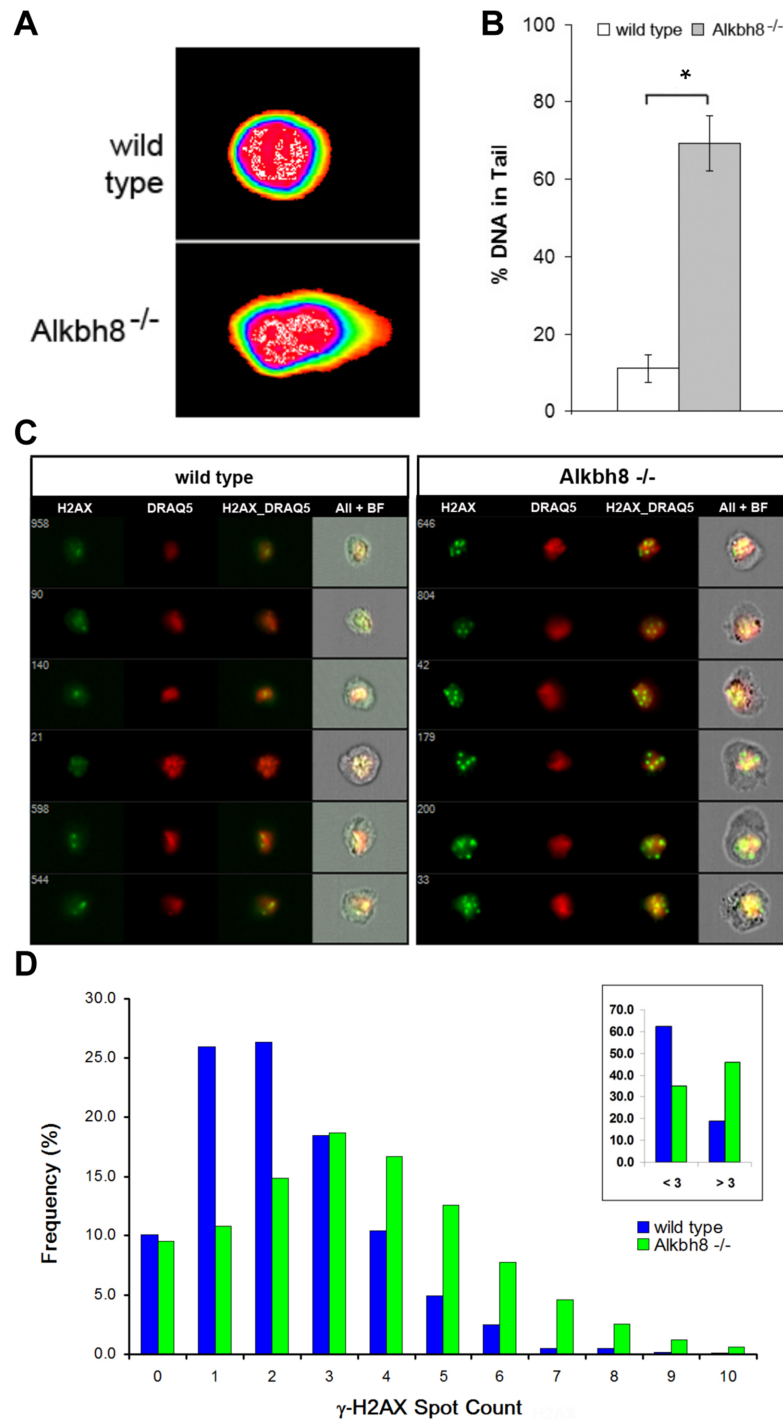 A
wild
type
Alkbh8-/-
B
wild type Alkbh8-/-
*
% DNA in Tail
100
80
60
40
20
0
C
wild type
H2AX DRAQ5 H2AX_DRAQ5 All + BF
958
90
140
21
598
544
Alkbh8 -/-
H2AX DRAQ5 H2AX_DRAQ5 All + BF
646
804
42
179
200
33
D
Frequency (%)
30.0
25.0
20.0
15.0
10.0
5.0
0.0
0 1 2 3 4 5 6 7 8 9 10
γ-H2AX Spot Count
70.0
60.0
50.0
40.0
30.0
20.0
10.0
0.0
< 3 > 3
wild type
Alkbh8 -/-